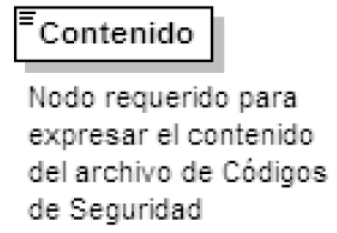 Contenido
Nodo requerido para
expresar el contenido
del archivo de Códigos
de Seguridad